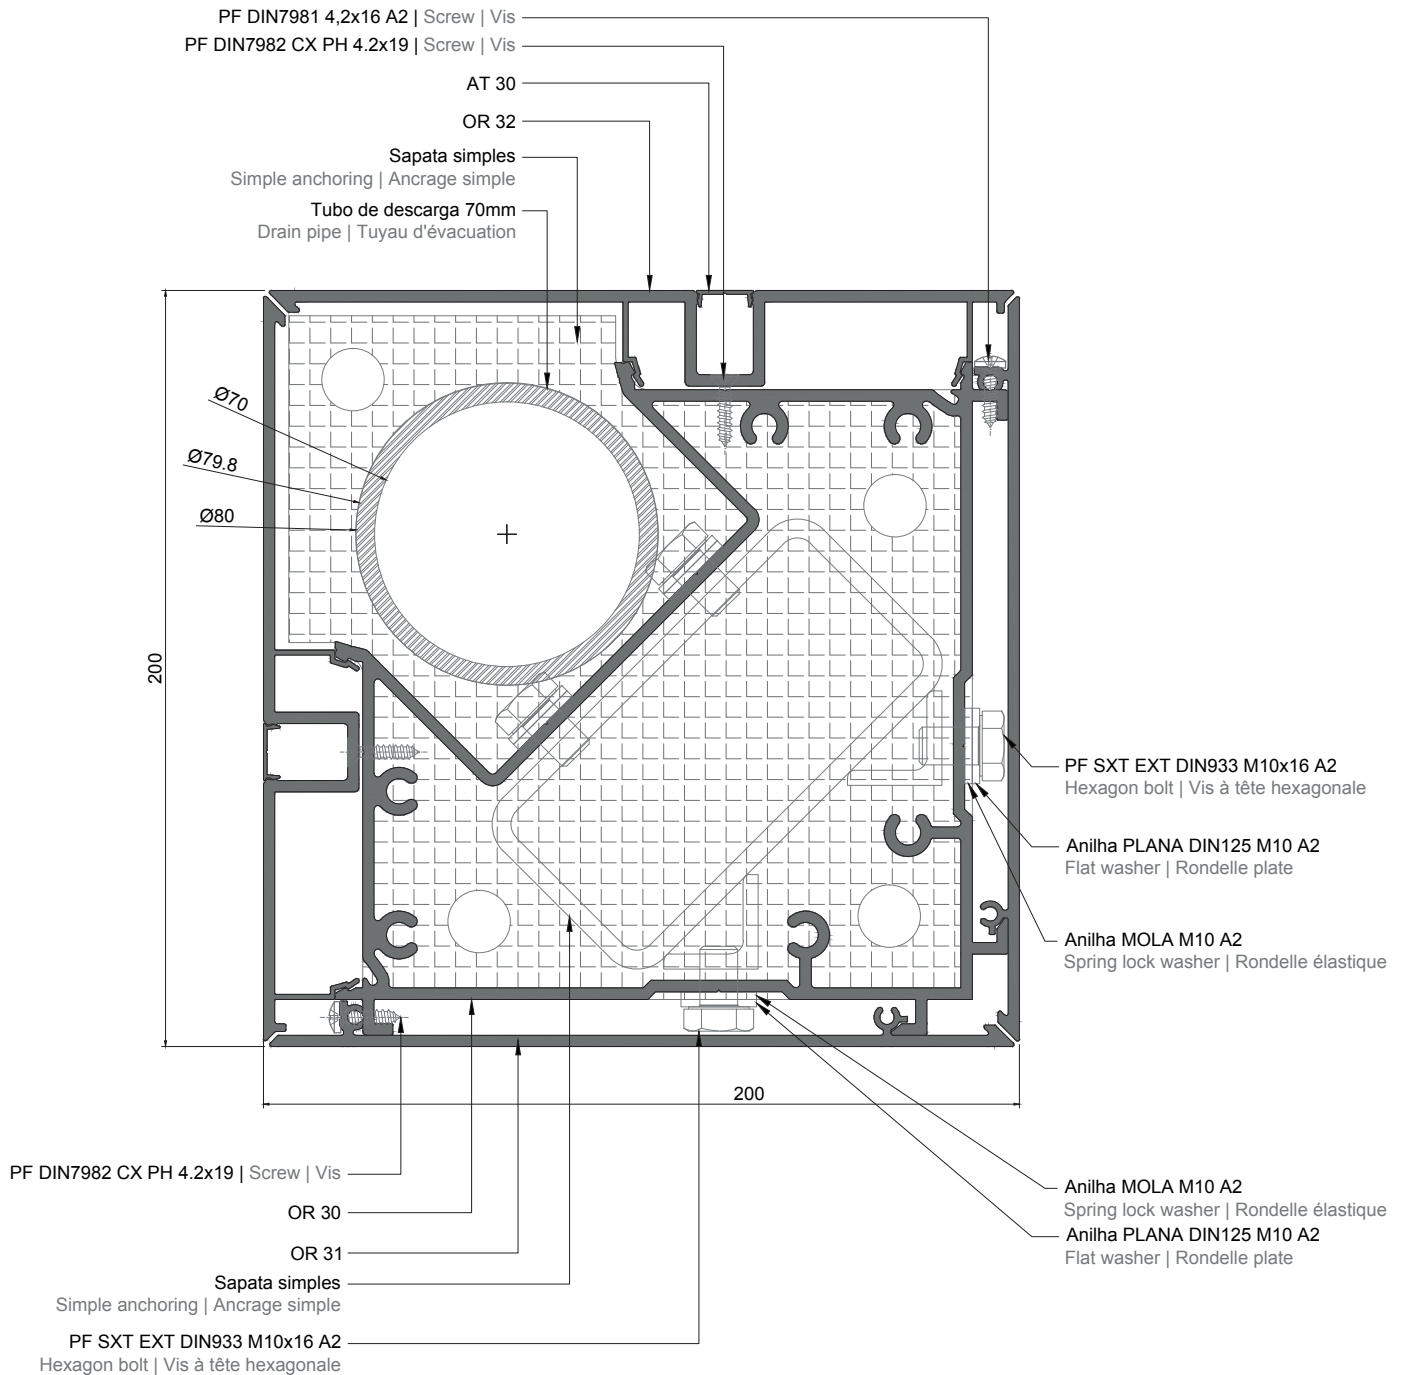 PF DIN7981 4,2x16 A2 | Screw | Vis
PF DIN7982 CX PH 4.2x19 | Screw | Vis
AT 30
OR 32
Sapata simples
Simple anchoring | Ancrage simple
Tubo de descarga 70mm
Drain pipe | Tuyau d'évacuation
Ø70
Ø79.8
Ø80
200
PF SXT EXT DIN933 M10x16 A2
Hexagon bolt | Vis à tête hexagonale
Anilha PLANA DIN125 M10 A2
Flat washer | Rondelle plate
Anilha MOLA M10 A2
Spring lock washer | Rondelle élastique
200
PF DIN7982 CX PH 4.2x19 | Screw | Vis
OR 30
OR 31
Sapata simples
Simple anchoring | Ancrage simple
PF SXT EXT DIN933 M10x16 A2
Hexagon bolt | Vis à tête hexagonale
Anilha MOLA M10 A2
Spring lock washer | Rondelle élastique
Anilha PLANA DIN125 M10 A2
Flat washer | Rondelle plate